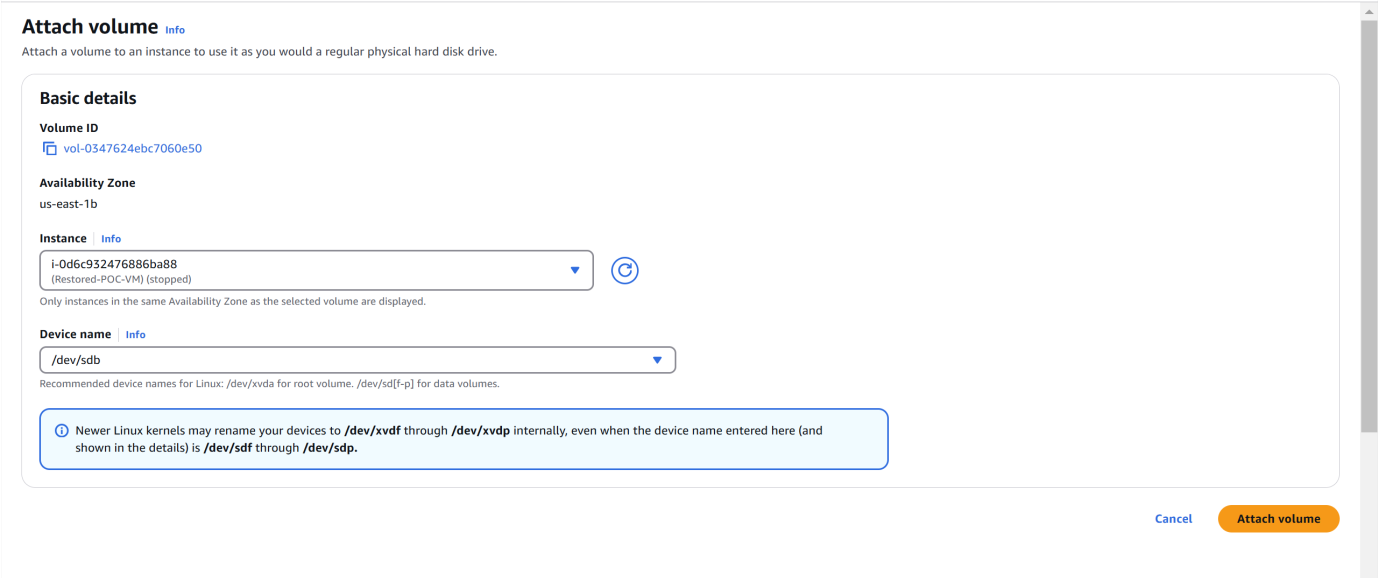 Attach volume Info
Attach a volume to an instance to use it as you would a regular physical hard disk drive.
Basic details
Volume ID
vol-0347624ebc7060e50
Availability Zone
us-east-1b
Instance Info
i-0d6c932476886ba88
(Restored-POC-VM) (stopped)
Only instances in the same Availability Zone as the selected volume are displayed.
Device name Info
/dev/sdb
Recommended device names for Linux: /dev/xvda for root volume. /dev/sd[f-p] for data volumes.
Newer Linux kernels may rename your devices to /dev/xvdf through /dev/xvdp internally, even when the device name entered here (and
shown in the details) is /dev/sdf through /dev/sdp.
Cancel Attach volume